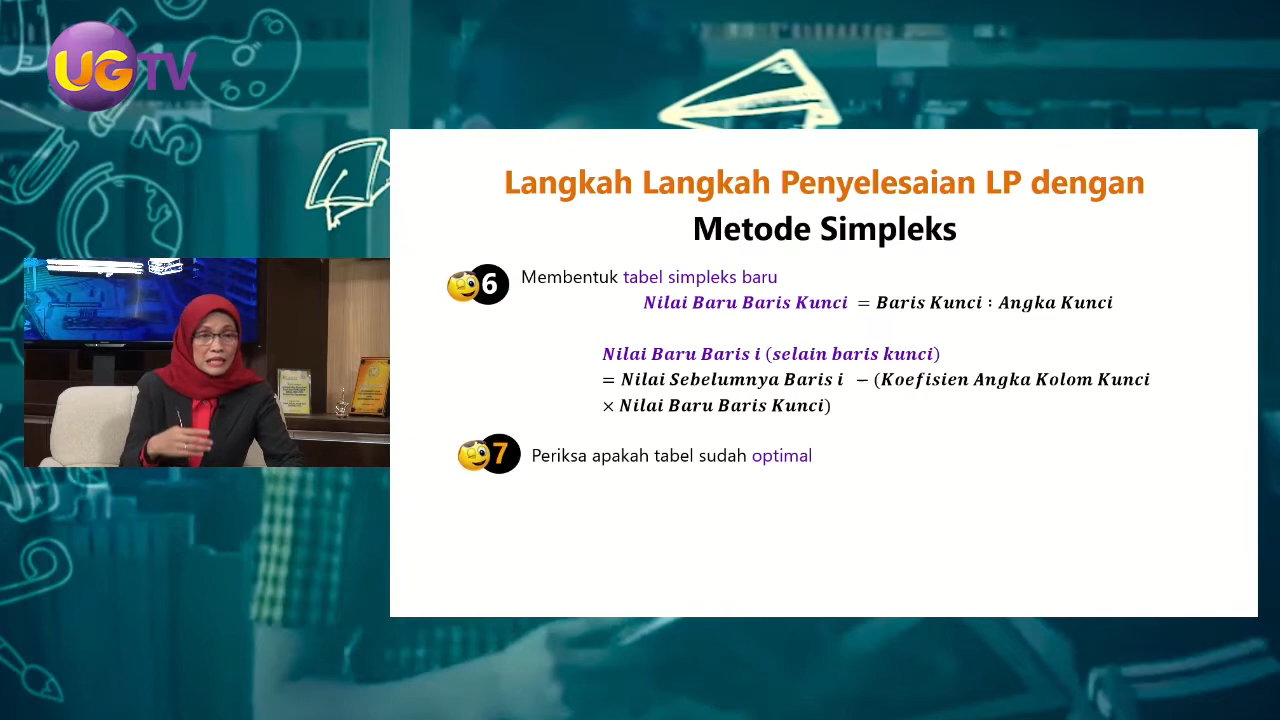 UGTV
Langkah Langkah Penyelesaian LP dengan
Metode Simpleks
6 Membentuk tabel simpleks baru
Nilai Baru Baris Kunci = Baris Kunci : Angka Kunci
Nilai Baru Baris i (selain baris kunci)
= Nilai Sebelumnya Baris i − (Koefisien Angka Kolom Kunci
× Nilai Baru Baris Kunci)
7 Periksa apakah tabel sudah optimal